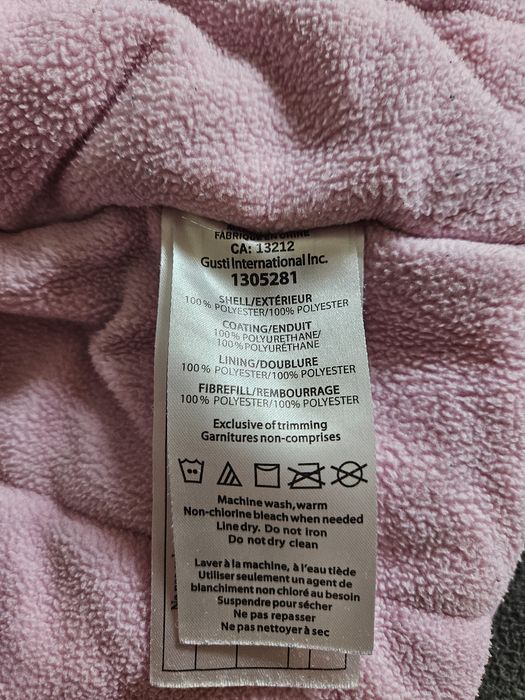 FABRIQUÉ EN CHINE
CA: 13212
Gusti International Inc.
1305281
SHELL/EXTÉRIEUR
100% POLYESTER/100% POLYESTER
COATING/ENDUIT
100% POLYURETHANE/
100% POLYURÉTHANE
LINING/DOUBLURE
100% POLYESTER/100% POLYESTER
FIBREFILL/REMBOURRAGE
100% POLYESTER/100% POLYESTER
Exclusive of trimming
Garnitures non-comprises
Machine wash, warm
Non-chlorine bleach when needed
Line dry. Do not iron
Do not dry clean
Laver à la machine, à l'eau tiède
Utiliser seulement un agent de
blanchiment non chloré au besoin
Suspendre pour sécher
Ne pas repasser
Ne pas nettoyer à sec